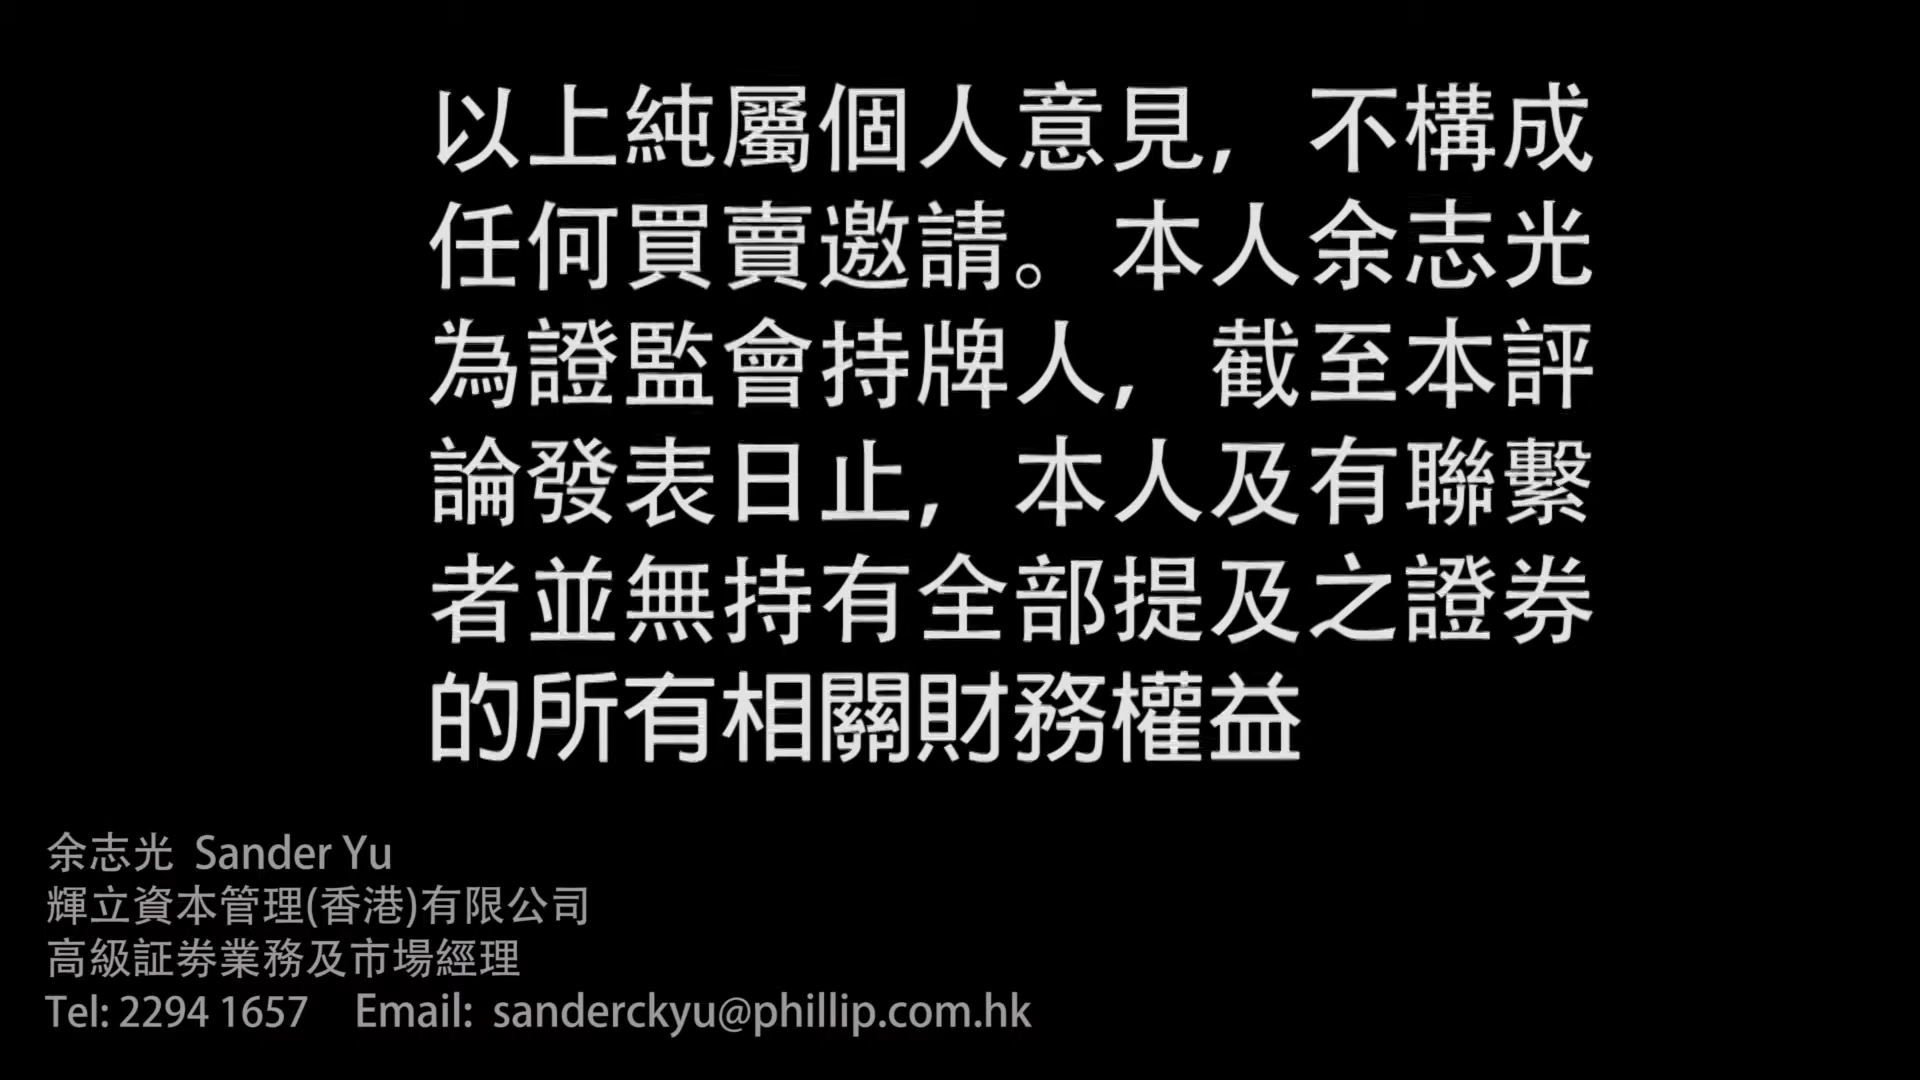 以上純屬個人意見，不構成
任何買賣邀請。本人余志光
為證監會持牌人，截至本評
論發表日止，本人及有聯繫
者並無持有全部提及之證券
的所有相關財務權益
余志光 Sander Yu
輝立資本管理(香港)有限公司
高級証劵業務及市場經理
Tel: 2294 1657 Email: sanderckyu@phillip.com.hk